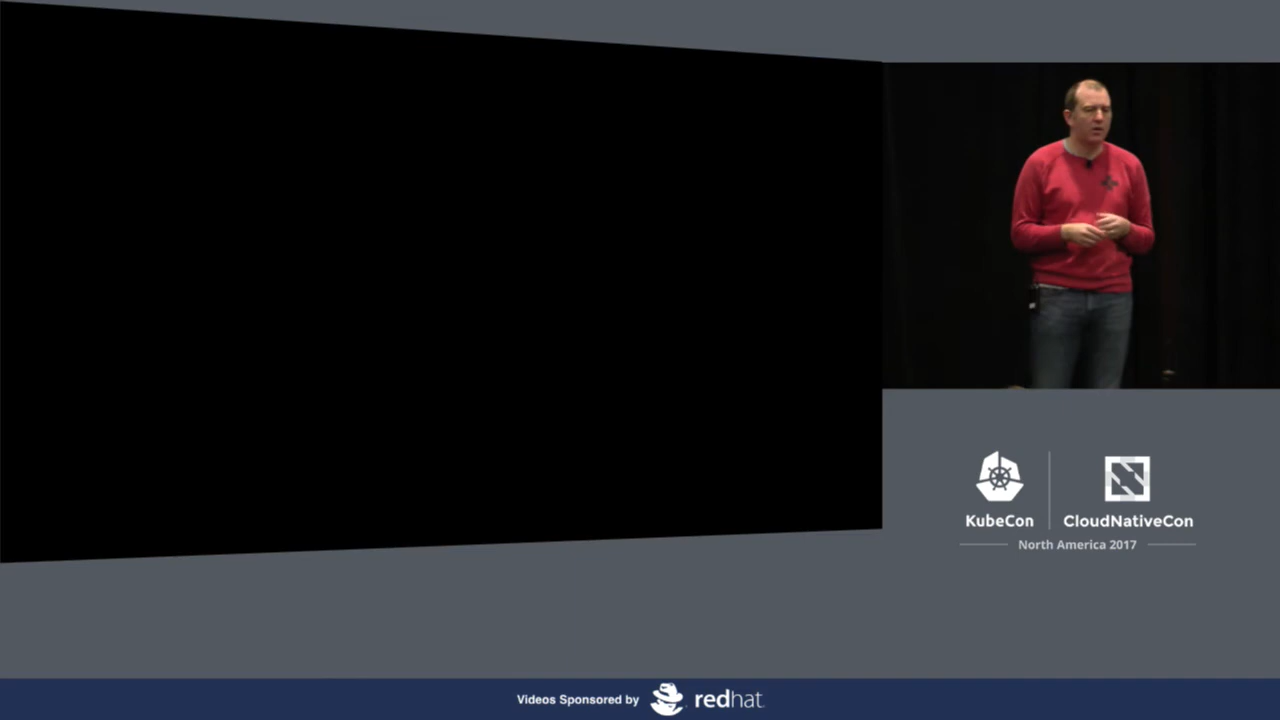 KubeCon
CloudNativeCon
North America 2017
Videos Sponsored by
redhat